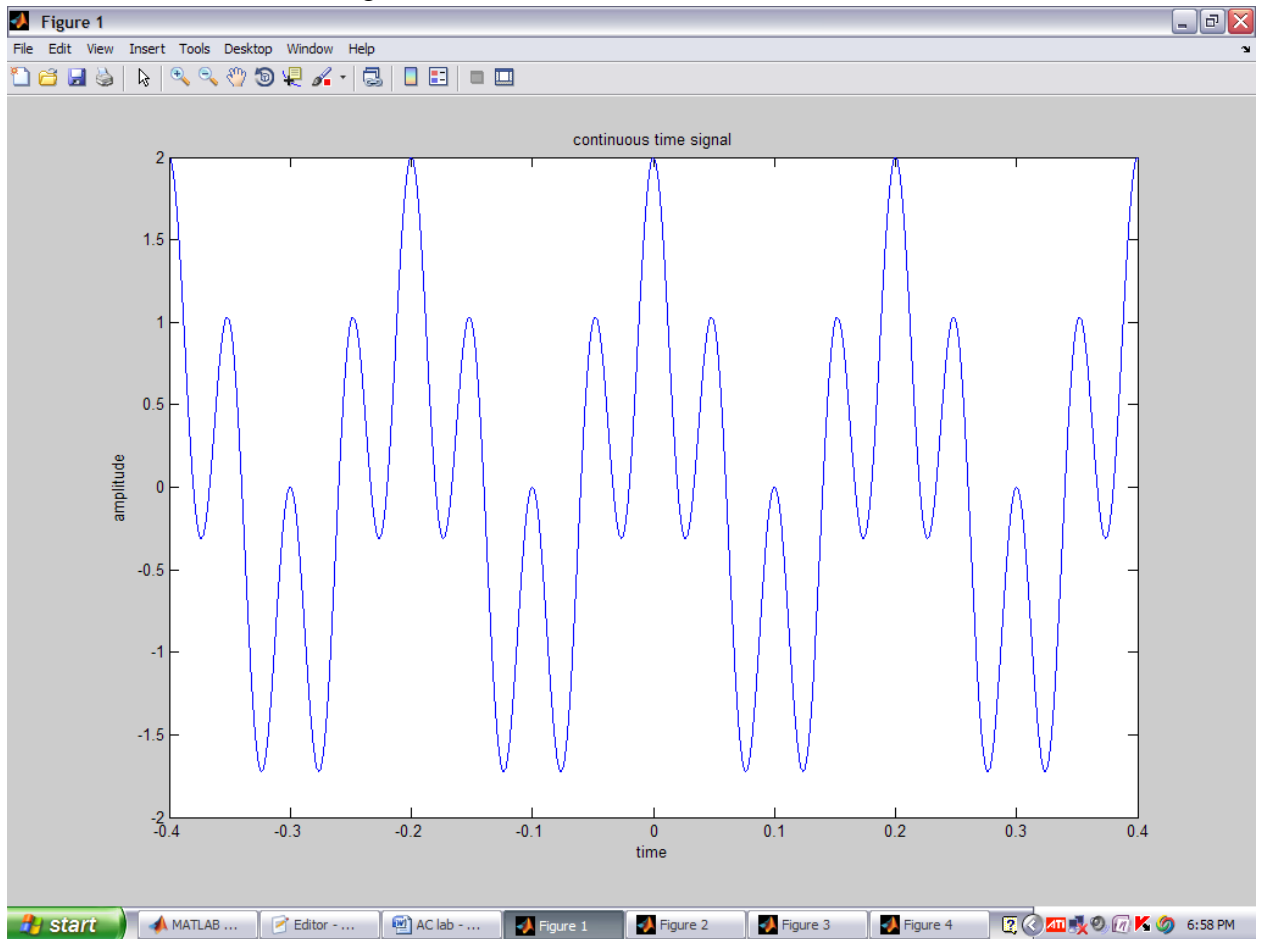 Figure 1
File Edit View Insert Tools Desktop Window Help
continuous time signal
2
1.5
1
0.5
0
-0.5
-1
-1.5
-2
amplitude
-0.4 -0.3 -0.2 -0.1 0 0.1 0.2 0.3 0.4
time
start MATLAB ... Editor - ... AC lab - ... Figure 1 Figure 2 Figure 3 Figure 4 ATI K 6:58 PM